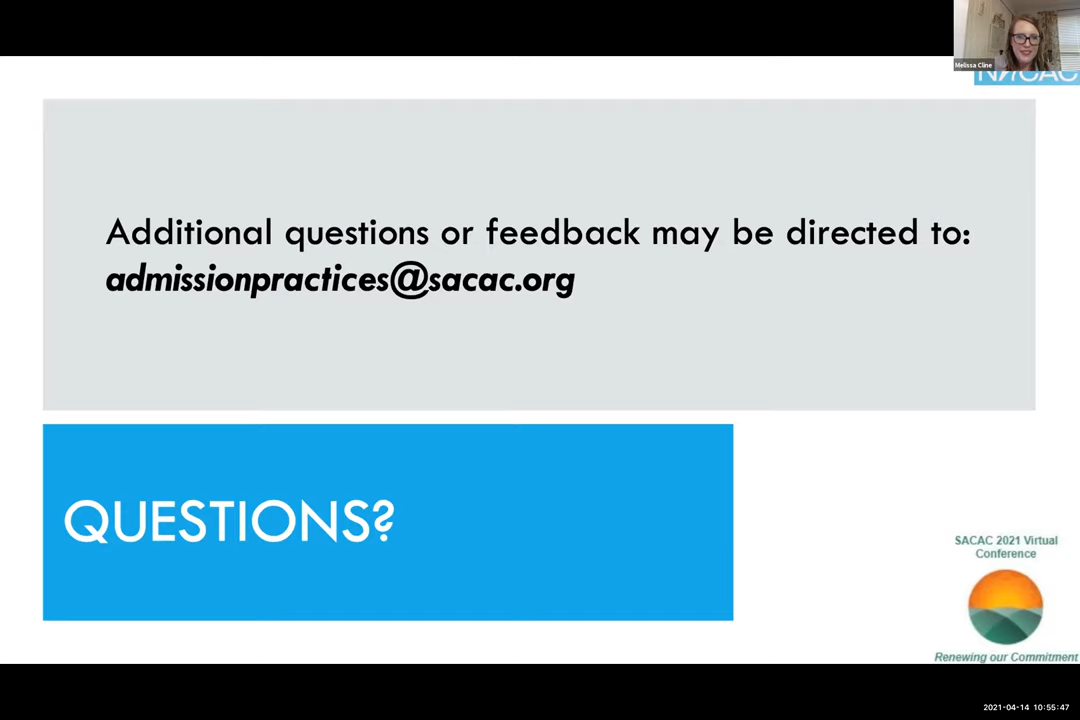 Melissa Cline
NACAC
Additional questions or feedback may be directed to:
admissionpractices@sacac.org
QUESTIONS?
SACAC 2021 Virtual
Conference
Renewing our Commitment
2021-04-14 10:55:47